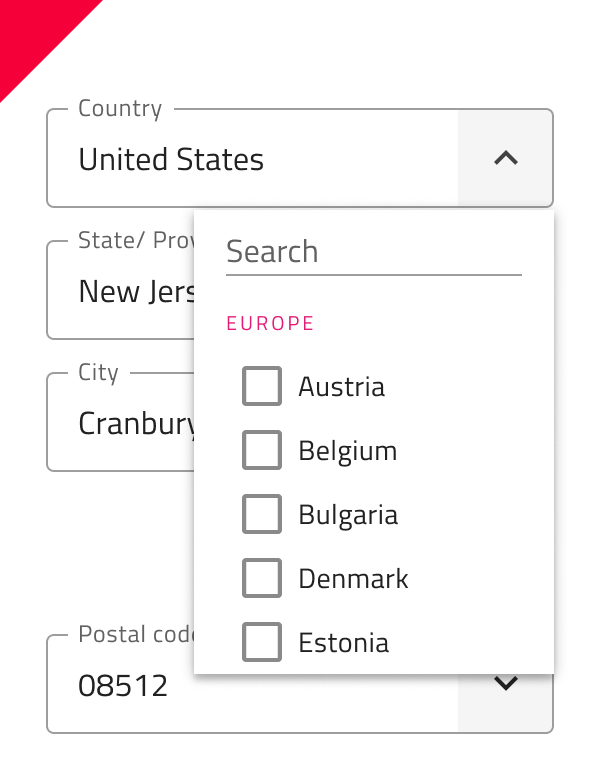 Country
United States
Search
State/ Prov
New Jers
EUROPE
City
Austria
Cranbury
Belgium
Bulgaria
Denmark
Postal code
Estonia
08512